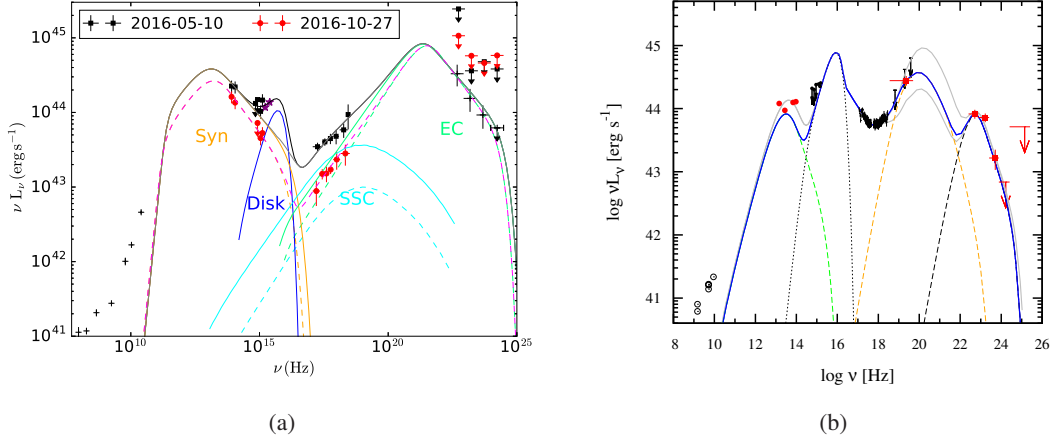 2016-05-10 2016-10-27
10^45
10^44
10^43
10^42
10^41
ν L_ν (erg s^−1)
Syn
Disk
SSC
EC
10^10 10^15 10^20 10^25
ν (Hz)
(a)
46
45
44
43
42
41
log νL_ν [erg s^−1]
8 10 12 14 16 18 20 22 24 26
log ν [Hz]
(b)